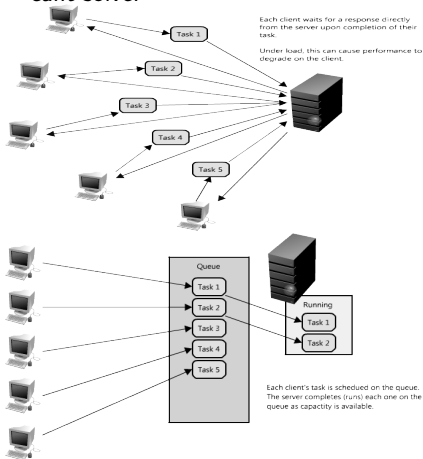 Each client waits for a response directly
from the server upon completion of their
task.
Under load, this can cause performance to
degrade on the client.
Task 1
Task 2
Task 3
Task 4
Task 5
Queue
Task 1
Task 2
Task 3
Task 4
Task 5
Running
Task 1
Task 2
Each client's task is schedued on the queue.
The server completes (runs) each one on the
queue as capactity is available.